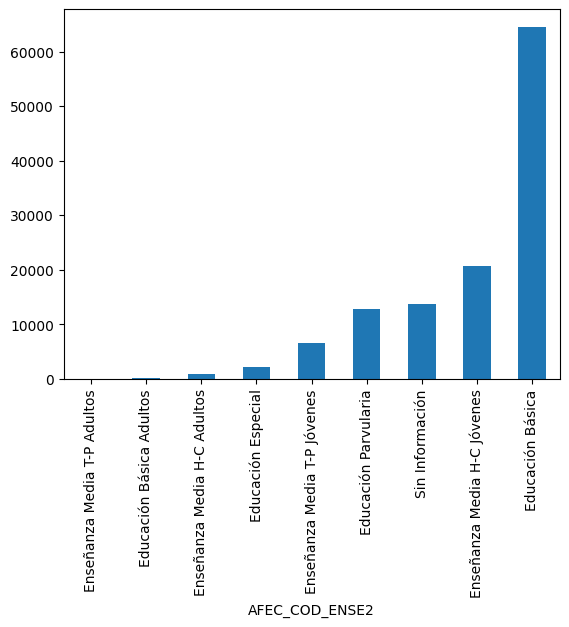 60000
50000
40000
30000
20000
10000
0
Enseñanza Media T-P Adultos
Educación Básica Adultos
Enseñanza Media H-C Adultos
Educación Especial
Enseñanza Media T-P Jóvenes
Educación Parvularia
Sin Información
Enseñanza Media H-C Jóvenes
Educación Básica
AFEC_COD_ENSE2